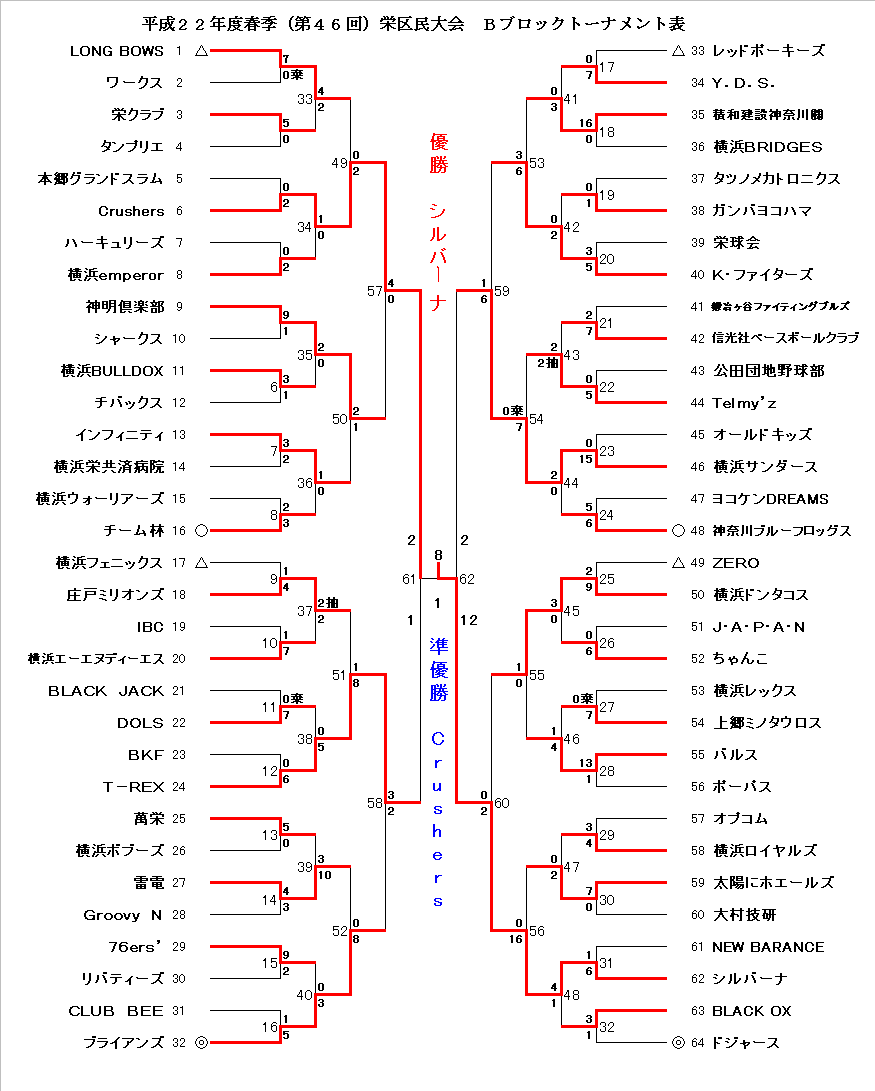 平成２２年度春季（第４６回）栄区民大会　Ｂブロックトーナメント表
LONG BOWS 1 △
ワークス 2
栄クラブ 3
タンブリエ 4
本郷グランドスラム 5
Crushers 6
ハーキュリーズ 7
横浜emperor 8
神明倶楽部 9
シャークス 10
横浜BULLDOX 11
チバックス 12
インフィニティ 13
横浜栄共済病院 14
横浜ウォーリアーズ 15
チーム林 16 ○
横浜フェニックス 17 △
庄戸ミリオンズ 18
IBC 19
横浜エーエヌディーエス 20
BLACK JACK 21
DOLS 22
BKF 23
T－REX 24
萬栄 25
横浜ボブーズ 26
雷電 27
Groovy N 28
76ers’ 29
リバティーズ 30
CLUB BEE 31
ブライアンズ 32 ◎
7
0棄
5
0
0
2
0
2
9
1
6
3
1
7
3
2
8
2
3
9
1
4
10
1
7
11
0棄
7
12
0
6
13
5
0
14
4
3
15
9
2
16
1
5
33
4
2
34
1
0
35
2
0
36
1
0
37
2抽
2
38
0
5
39
3
10
40
0
3
49
0
2
50
2
1
51
1
8
52
0
8
57
4
0
58
3
2
優勝　シルバーナ
2
2
8
61
62
1
1
12
準優勝　Crushers
59
1
6
60
0
2
53
3
6
54
0棄
7
55
1
0
56
0
16
41
0
3
42
0
2
43
2
2抽
44
2
0
45
3
0
46
1
4
47
0
2
48
4
1
0
7
17
16
0
18
0
1
19
3
5
20
2
7
21
0
5
22
0
15
23
5
6
24
2
9
25
0
6
26
0棄
7
27
13
1
28
3
4
29
7
0
30
1
6
31
3
1
32
△ 33 レッドポーキーズ
34 Ｙ．Ｄ．Ｓ．
35 積和建設神奈川㈱
36 横浜BRIDGES
37 タツノメカトロニクス
38 ガンバヨコハマ
39 栄球会
40 K・ファイターズ
41 鍛冶ヶ谷ファイティングブルズ
42 信光社ベースボールクラブ
43 公田団地野球部
44 Telmy’z
45 オールドキッズ
46 横浜サンダース
47 ヨコケンDREAMS
○ 48 神奈川ブルーフロッグス
△ 49 ZERO
50 横浜ドンタコス
51 J・A・P・A・N
52 ちゃんこ
53 横浜レックス
54 上郷ミノタウロス
55 バルス
56 ポーバス
57 オブコム
58 横浜ロイヤルズ
59 太陽にホエールズ
60 大村技研
61 NEW BARANCE
62 シルバーナ
63 BLACK OX
◎ 64 ドジャース